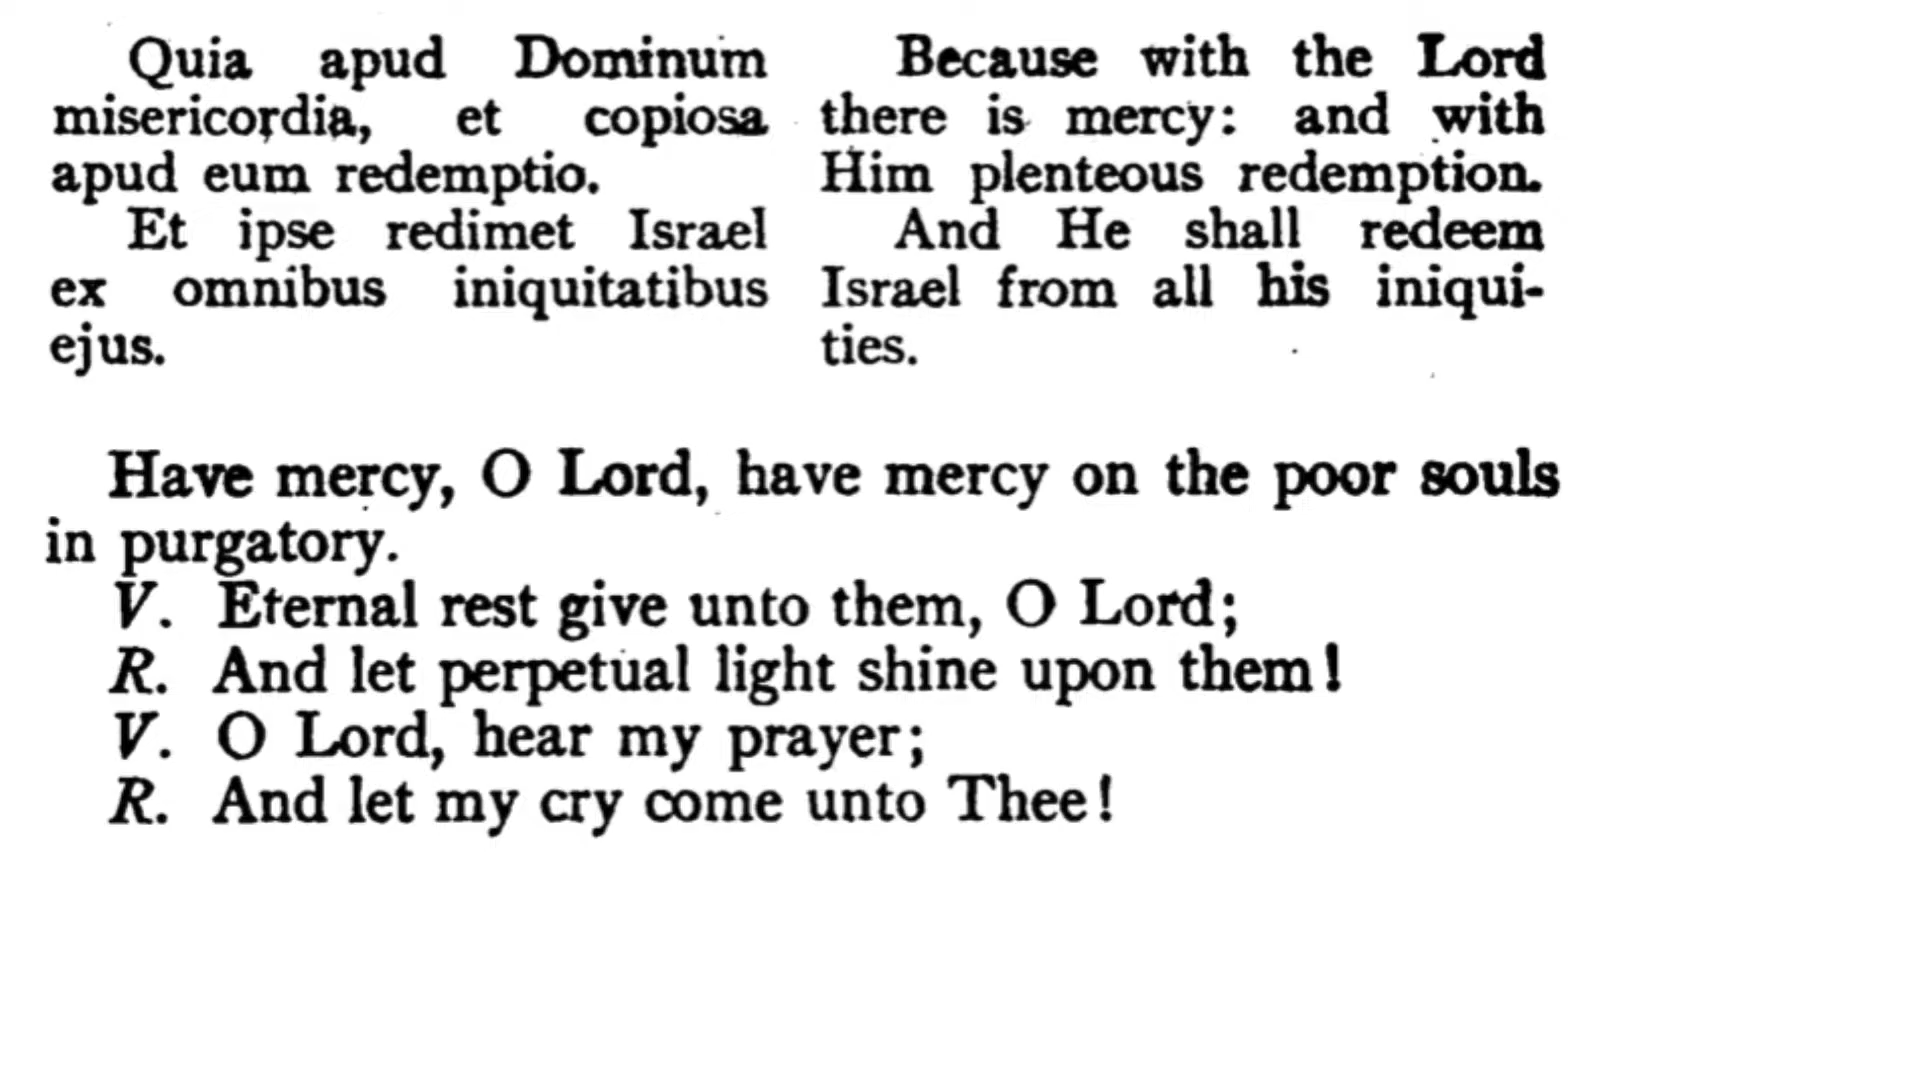 Quia apud Dominum
misericordia, et copiosa
apud eum redemptio.
Et ipse redimet Israel
ex omnibus iniquitatibus
ejus.
Because with the Lord
there is mercy: and with
Him plenteous redemption.
And He shall redeem
Israel from all his iniqui-
ties.
Have mercy, O Lord, have mercy on the poor souls
in purgatory.
V. Eternal rest give unto them, O Lord;
R. And let perpetual light shine upon them!
V. O Lord, hear my prayer;
R. And let my cry come unto Thee!